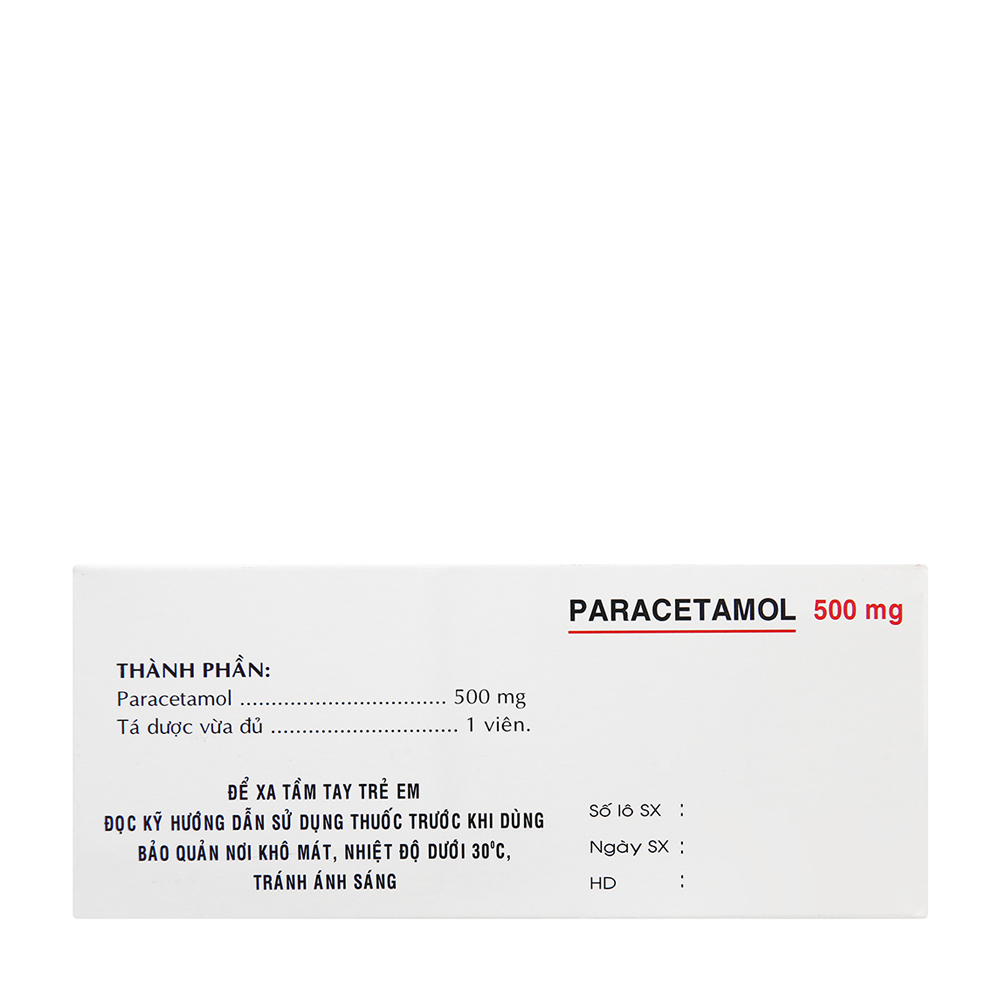 PARACETAMOL 500 mg
THÀNH PHẦN:
Paracetamol ................................. 500 mg
Tá dược vừa đủ .............................. 1 viên.
ĐỂ XA TẦM TAY TRẺ EM
ĐỌC KỸ HƯỚNG DẪN SỬ DỤNG THUỐC TRƯỚC KHI DÙNG
BẢO QUẢN NƠI KHÔ MÁT, NHIỆT ĐỘ DƯỚI 30⁰C,
TRÁNH ÁNH SÁNG
Số lô SX :
Ngày SX :
HD :